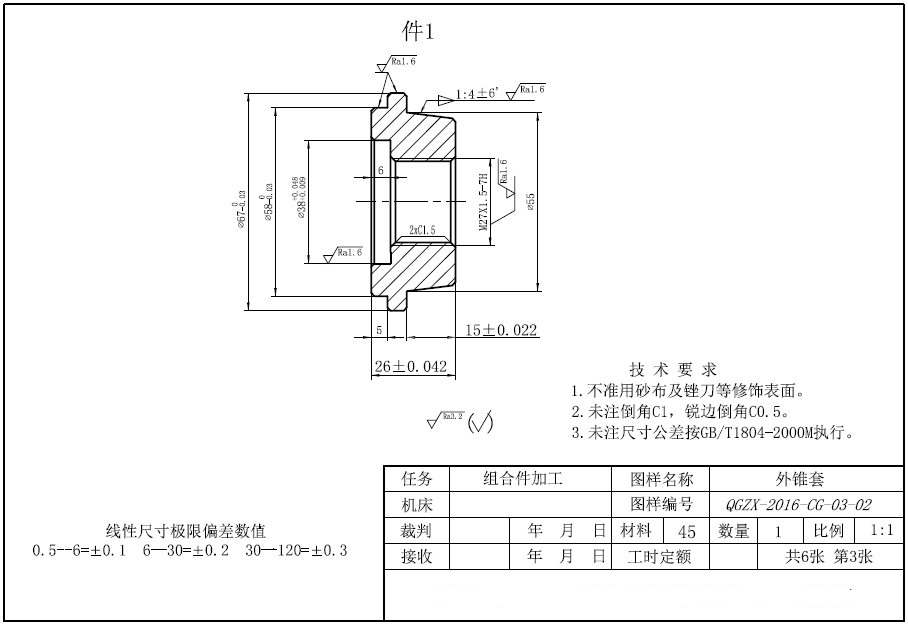 件1
Ra1.6
1:4±6'
Ra1.6
6
⌀67 0 -0.03
⌀58 0 -0.03
⌀38 +0.048 +0.009
M27X1.5-7H
Ra1.6
⌀55
2xC1.5
Ra1.6
5
15±0.022
26±0.042
技术要求
1.不准用砂布及锉刀等修饰表面。
2.未注倒角C1，锐边倒角C0.5。
3.未注尺寸公差按GB/T1804-2000M执行。
Ra3.2 (√)
线性尺寸极限偏差数值
0.5--6=±0.1 6—30=±0.2 30—120=±0.3
任务 组合件加工 图样名称 外锥套
机床 图样编号 QGZX-2016-CG-03-02
裁判 年 月 日 材料 45 数量 1 比例 1:1
接收 年 月 日 工时定额 共6张 第3张